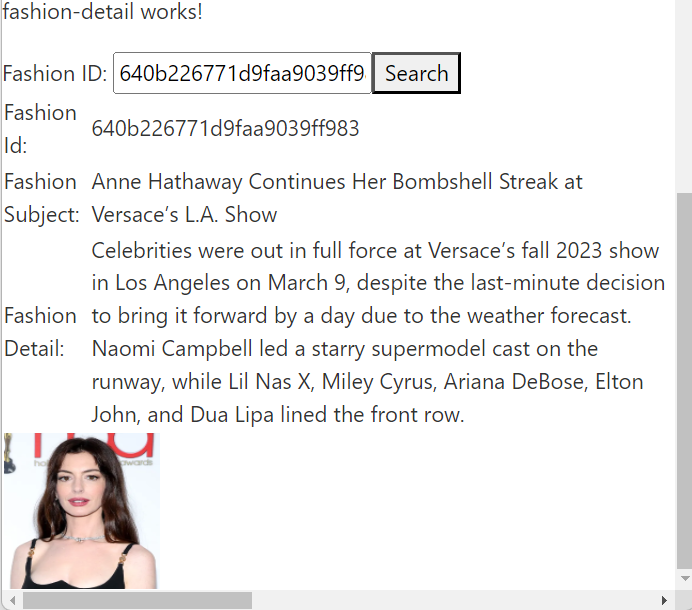 fashion-detail works!
Fashion ID: 640b226771d9faa9039ff9 Search
Fashion Id: 640b226771d9faa9039ff983
Fashion Subject: Anne Hathaway Continues Her Bombshell Streak at
Versace’s L.A. Show
Fashion Detail: Celebrities were out in full force at Versace’s fall 2023 show
in Los Angeles on March 9, despite the last-minute decision
to bring it forward by a day due to the weather forecast.
Naomi Campbell led a starry supermodel cast on the
runway, while Lil Nas X, Miley Cyrus, Ariana DeBose, Elton
John, and Dua Lipa lined the front row.
awards